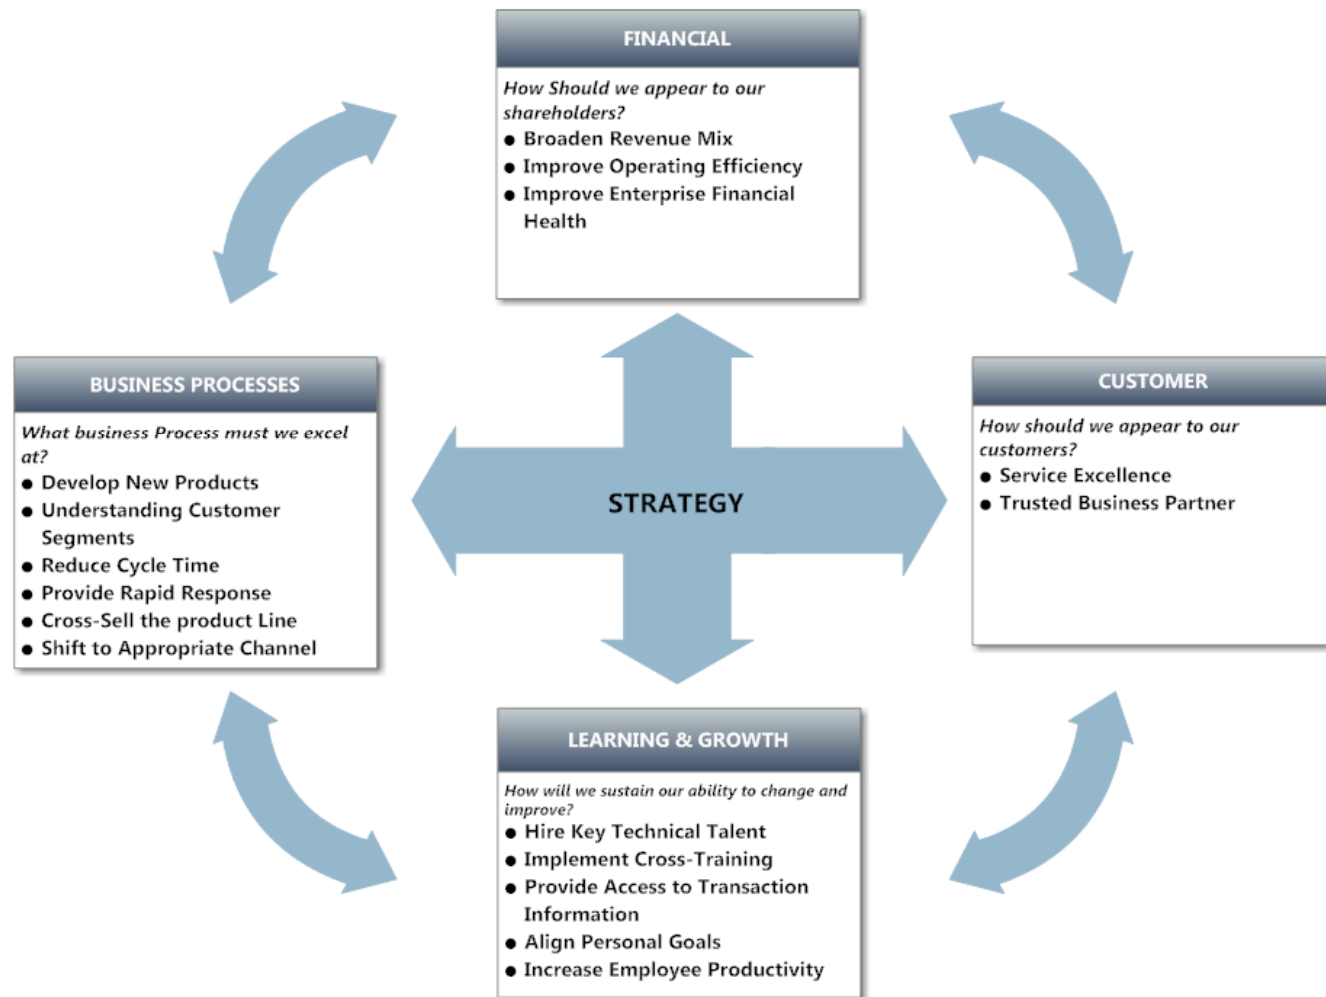 FINANCIAL
How Should we appear to our
shareholders?
● Broaden Revenue Mix
● Improve Operating Efficiency
● Improve Enterprise Financial
Health
BUSINESS PROCESSES
What business Process must we excel
at?
● Develop New Products
● Understanding Customer
Segments
● Reduce Cycle Time
● Provide Rapid Response
● Cross-Sell the product Line
● Shift to Appropriate Channel
STRATEGY
CUSTOMER
How should we appear to our
customers?
● Service Excellence
● Trusted Business Partner
LEARNING & GROWTH
How will we sustain our ability to change and
improve?
● Hire Key Technical Talent
● Implement Cross-Training
● Provide Access to Transaction
Information
● Align Personal Goals
● Increase Employee Productivity